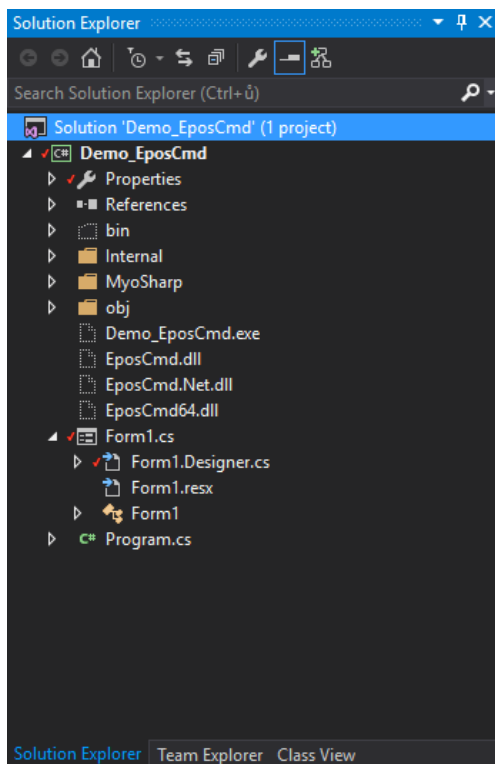 Solution Explorer
Search Solution Explorer (Ctrl+ů)
Solution 'Demo_EposCmd' (1 project)
C# Demo_EposCmd
Properties
References
bin
Internal
MyoSharp
obj
Demo_EposCmd.exe
EposCmd.dll
EposCmd.Net.dll
EposCmd64.dll
Form1.cs
Form1.Designer.cs
Form1.resx
Form1
C# Program.cs
Solution Explorer Team Explorer Class View